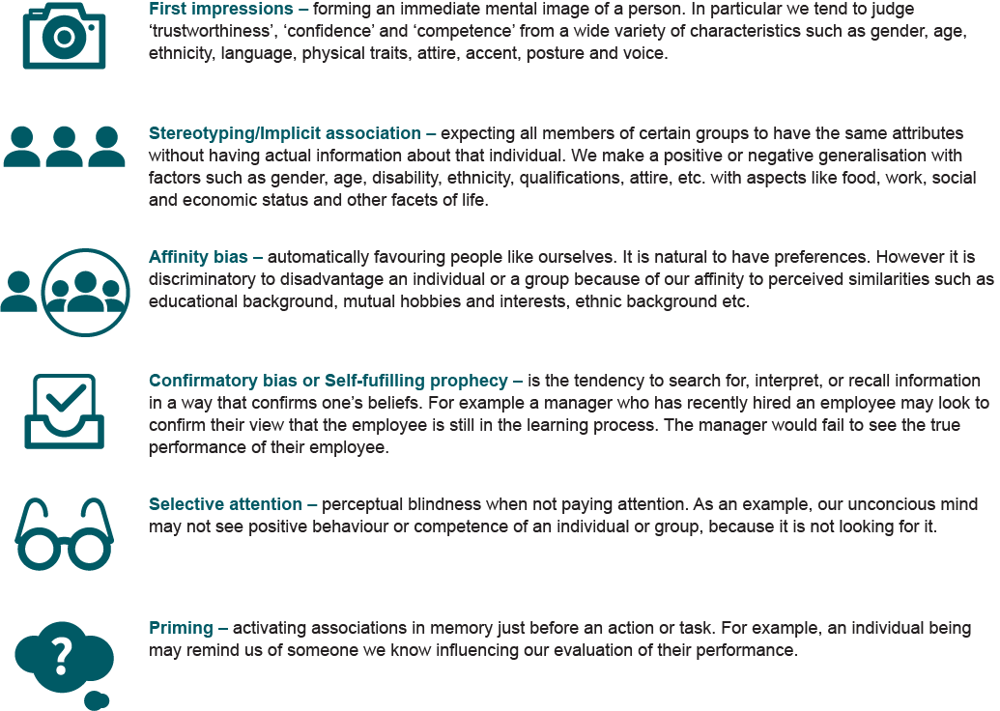 First impressions – forming an immediate mental image of a person. In particular we tend to judge
‘trustworthiness’, ‘confidence’ and ‘competence’ from a wide variety of characteristics such as gender, age,
ethnicity, language, physical traits, attire, accent, posture and voice.
Stereotyping/Implicit association – expecting all members of certain groups to have the same attributes
without having actual information about that individual. We make a positive or negative generalisation with
factors such as gender, age, disability, ethnicity, qualifications, attire, etc. with aspects like food, work, social
and economic status and other facets of life.
Affinity bias – automatically favouring people like ourselves. It is natural to have preferences. However it is
discriminatory to disadvantage an individual or a group because of our affinity to perceived similarities such as
educational background, mutual hobbies and interests, ethnic background etc.
Confirmatory bias or Self-fufilling prophecy – is the tendency to search for, interpret, or recall information
in a way that confirms one’s beliefs. For example a manager who has recently hired an employee may look to
confirm their view that the employee is still in the learning process. The manager would fail to see the true
performance of their employee.
Selective attention – perceptual blindness when not paying attention. As an example, our unconcious mind
may not see positive behaviour or competence of an individual or group, because it is not looking for it.
?
Priming – activating associations in memory just before an action or task. For example, an individual being
may remind us of someone we know influencing our evaluation of their performance.